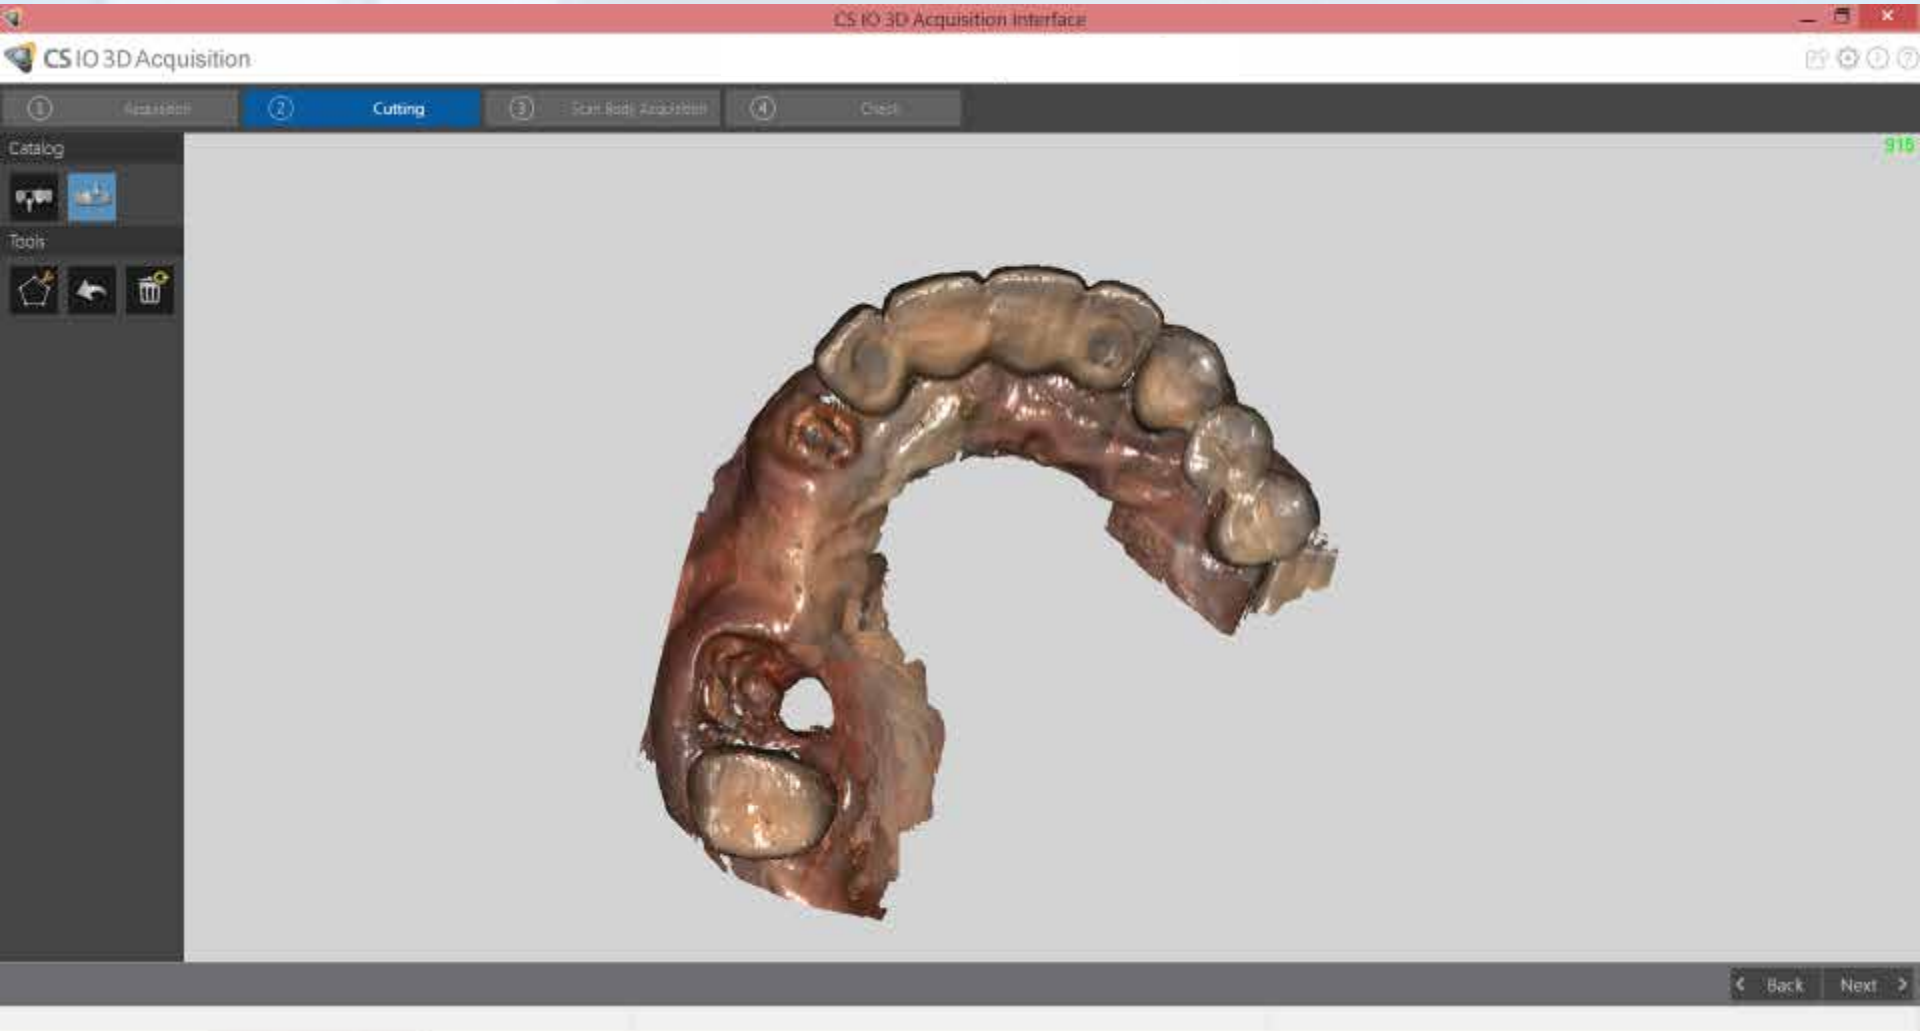 CS IO 3D Acquisition Interface
CS IO 3D Acquisition
1 Acquisition 2 Cutting 3 Scan Body Acquisition 4 Check
Catalog
915
Tools
Back Next